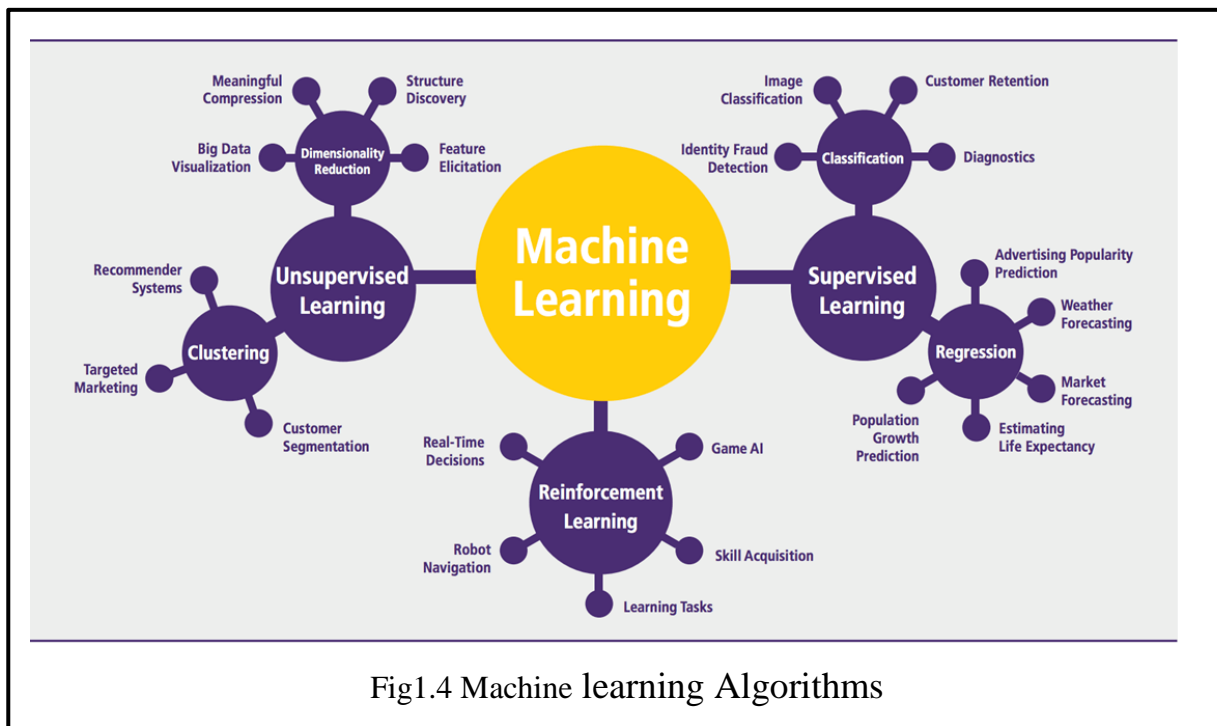 Meaningful
Compression
Structure
Discovery
Big Data
Visualization
Dimensionality
Reduction
Feature
Elicitation
Unsupervised
Learning
Recommender
Systems
Clustering
Targeted
Marketing
Customer
Segmentation
Machine
Learning
Image
Classification
Customer Retention
Identity Fraud
Detection
Classification
Diagnostics
Supervised
Learning
Advertising Popularity
Prediction
Weather
Forecasting
Regression
Market
Forecasting
Population
Growth
Prediction
Estimating
Life Expectancy
Real-Time
Decisions
Game AI
Reinforcement
Learning
Robot
Navigation
Skill Acquisition
Learning Tasks
Fig1.4 Machine learning Algorithms